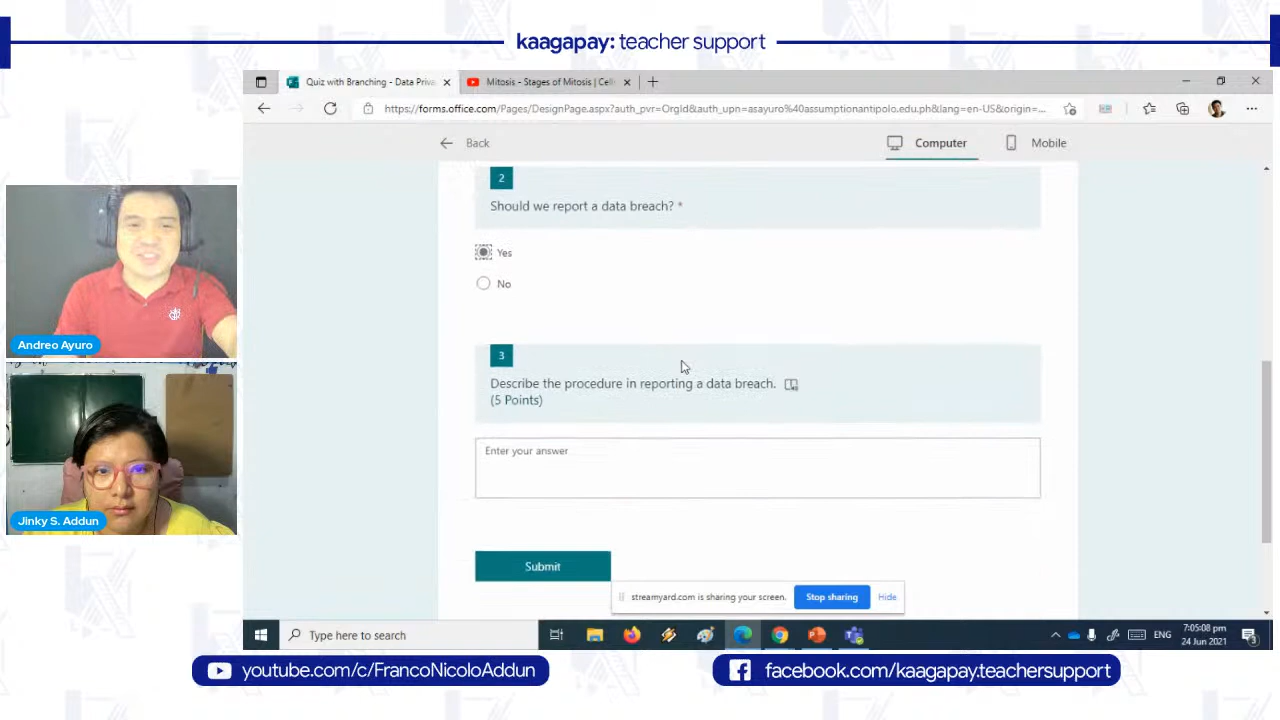 kaagapay: teacher support
Quiz with Branching - Data Priva
Mitosis - Stages of Mitosis | Cell
https://forms.office.com/Pages/DesignPage.aspx?auth_pvr=OrgId&auth_upn=asayuro%40assumptionantipolo.edu.ph&lang=en-US&origin=...
Back
Computer
Mobile
2
Should we report a data breach? *
Yes
No
3
Describe the procedure in reporting a data breach.
(5 Points)
Enter your answer
Submit
streamyard.com is sharing your screen.
Stop sharing
Hide
Andreo Ayuro
Jinky S. Addun
Type here to search
ENG
7:05:08 pm
24 Jun 2021
3
youtube.com/c/FrancoNicoloAddun
facebook.com/kaagapay.teachersupport